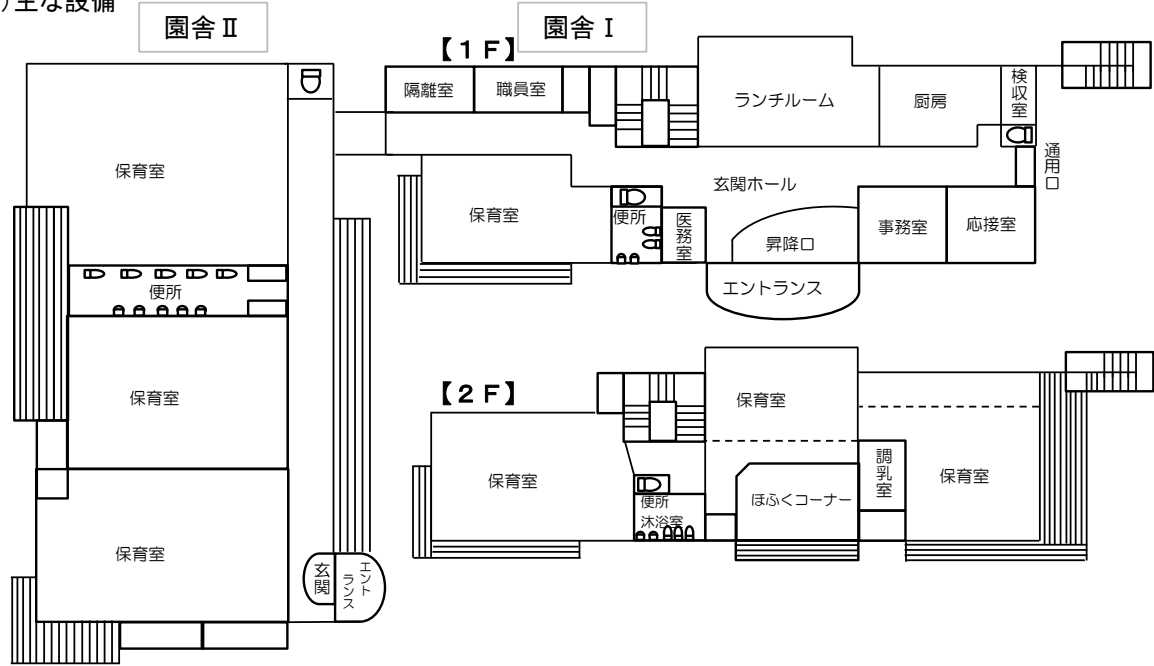 )主な設備
園舎Ⅱ
園舎Ⅰ
【1F】
隔離室
職員室
ランチルーム
厨房
検収室
通用口
保育室
玄関ホール
保育室
便所
医務室
昇降口
事務室
応接室
エントランス
便所
保育室
【2F】
保育室
保育室
調乳室
保育室
ほふくコーナー
便所
沐浴室
保育室
玄関
エントランス